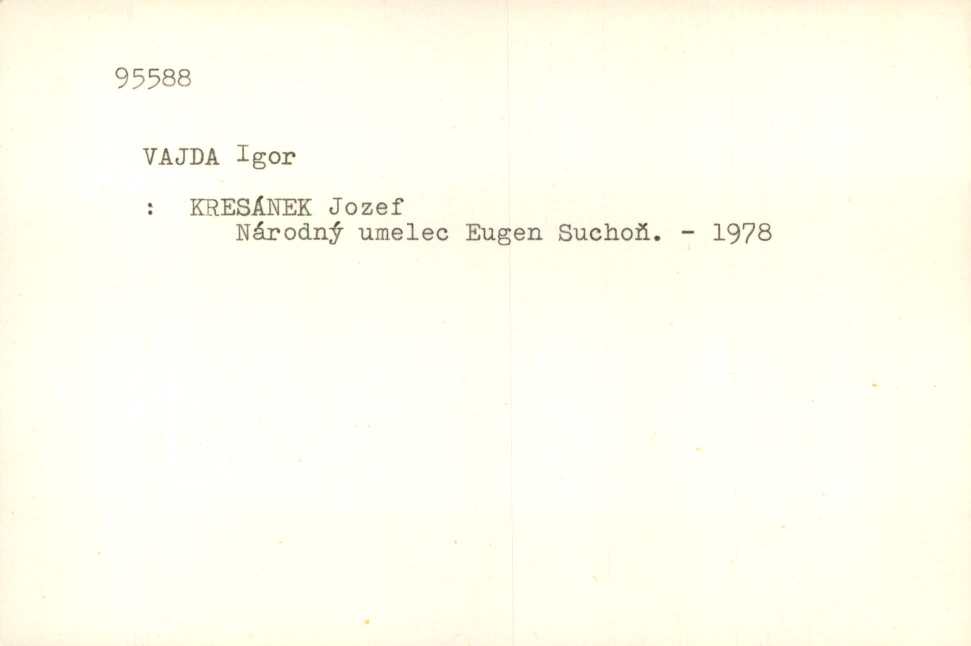 95588
VAJDA Igor
: KRESÁNEK Jozef
Národný umelec Eugen Suchoň. - 1978